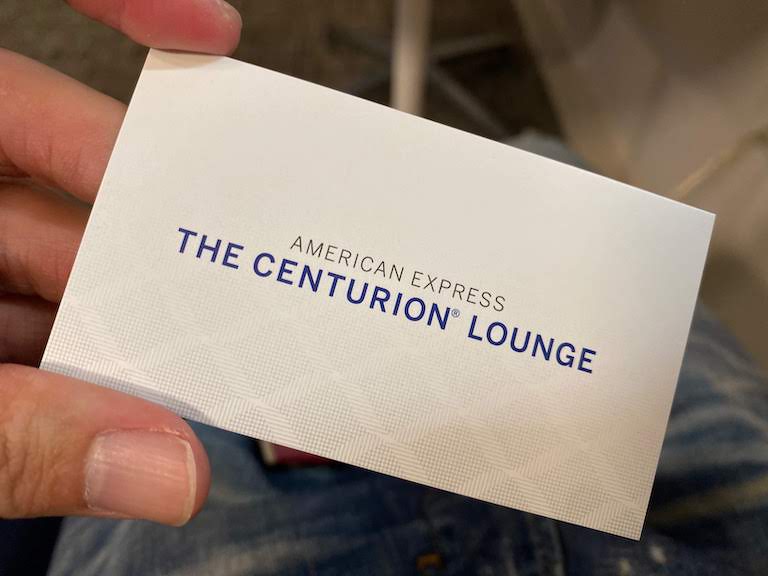 AMERICAN EXPRESS
THE CENTURION® LOUNGE